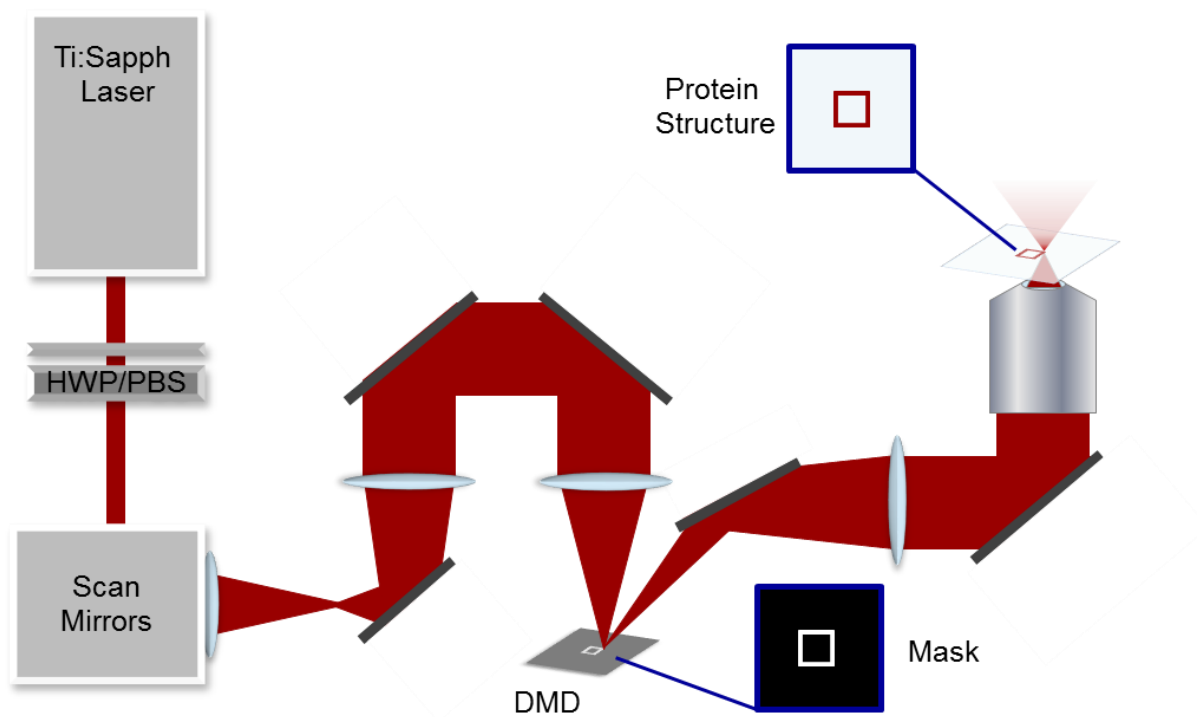 Ti:Sapph
Laser
HWP/PBS
Scan
Mirrors
Protein
Structure
DMD
Mask